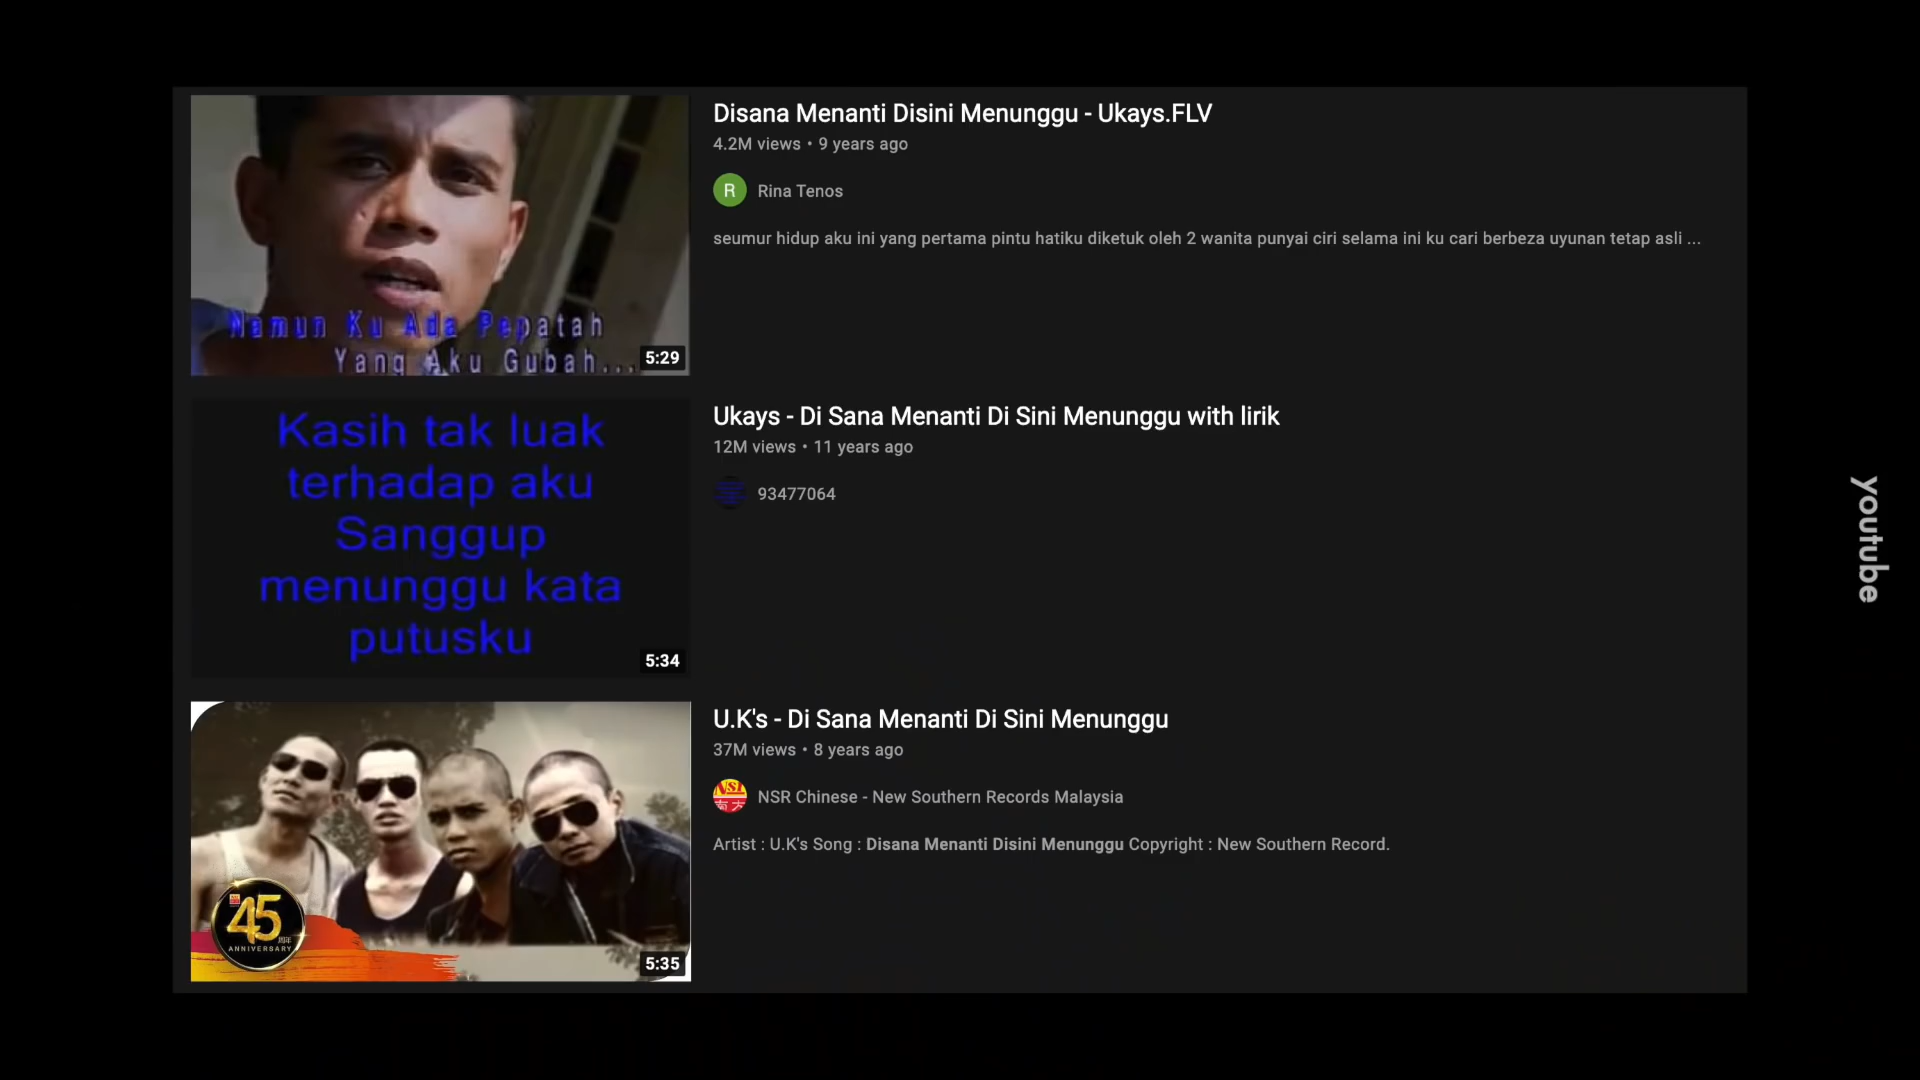 Disana Menanti Disini Menunggu - Ukays.FLV
4.2M views • 9 years ago
R
Rina Tenos
seumur hidup aku ini yang pertama pintu hatiku diketuk oleh 2 wanita punyai ciri selama ini ku cari berbeza uyunan tetap asli ...
Namun Ku Ada Pepatah
Yang Aku Gubah...
5:29
Kasih tak luak
terhadap aku
Sanggup
menunggu kata
putusku
5:34
Ukays - Di Sana Menanti Di Sini Menunggu with lirik
12M views • 11 years ago
93477064
U.K's - Di Sana Menanti Di Sini Menunggu
37M views • 8 years ago
NSR Chinese - New Southern Records Malaysia
Artist : U.K's Song : Disana Menanti Disini Menunggu Copyright : New Southern Record.
45
ANNIVERSARY
5:35
youtube